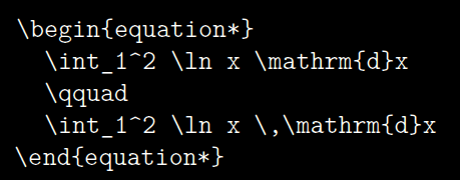 \begin{equation*}
  \int_1^2 \ln x \mathrm{d}x
  \qquad
  \int_1^2 \ln x \,\mathrm{d}x
\end{equation*}